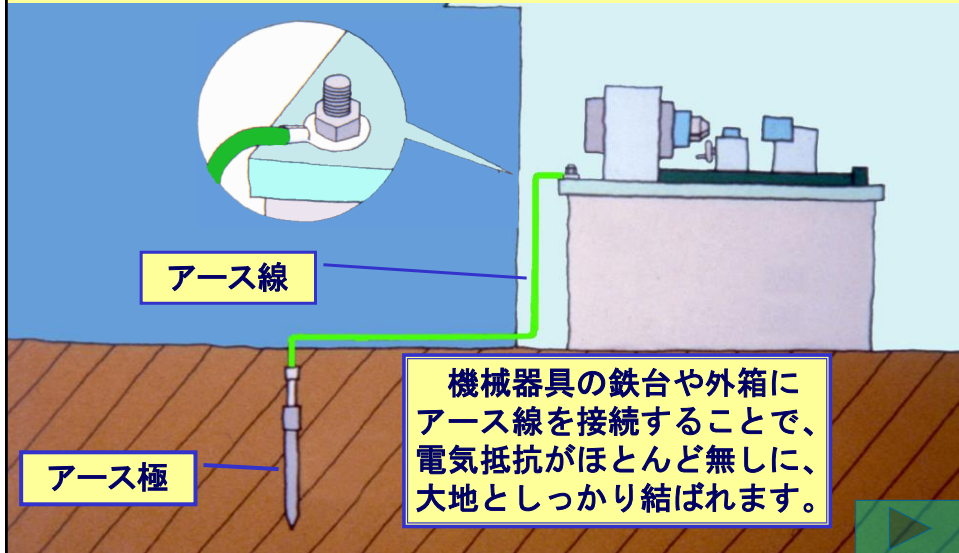 アース線
機械器具の鉄台や外箱に
アース線を接続することで、
電気抵抗がほとんど無しに、
大地としっかり結ばれます。
アース極